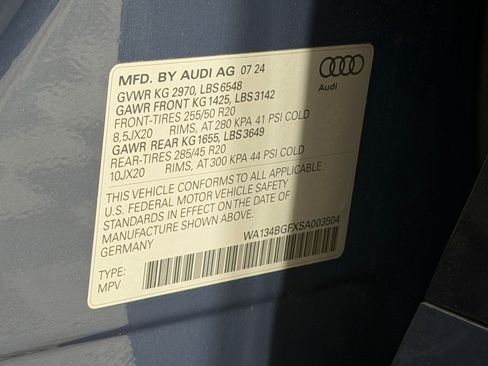 MFD. BY AUDI AG 07 24
GVWR KG 2970, LBS 6548
GAWR FRONT KG 1425, LBS 3142
FRONT-TIRES 255/50 R20
8,5JX20 RIMS, AT 280 KPA 41 PSI COLD
GAWR REAR KG 1655, LBS 3649
REAR-TIRES 285/45 R20
10JX20 RIMS, AT 300 KPA 44 PSI COLD
THIS VEHICLE CONFORMS TO ALL APPLICABLE
U.S. FEDERAL MOTOR VEHICLE SAFETY
STANDARDS IN EFFECT ON THE DATE OF
MANUFACTURE SHOWN ABOVE.
GERMANY
WA134BGFXSA003504
TYPE:
MPV
Audi